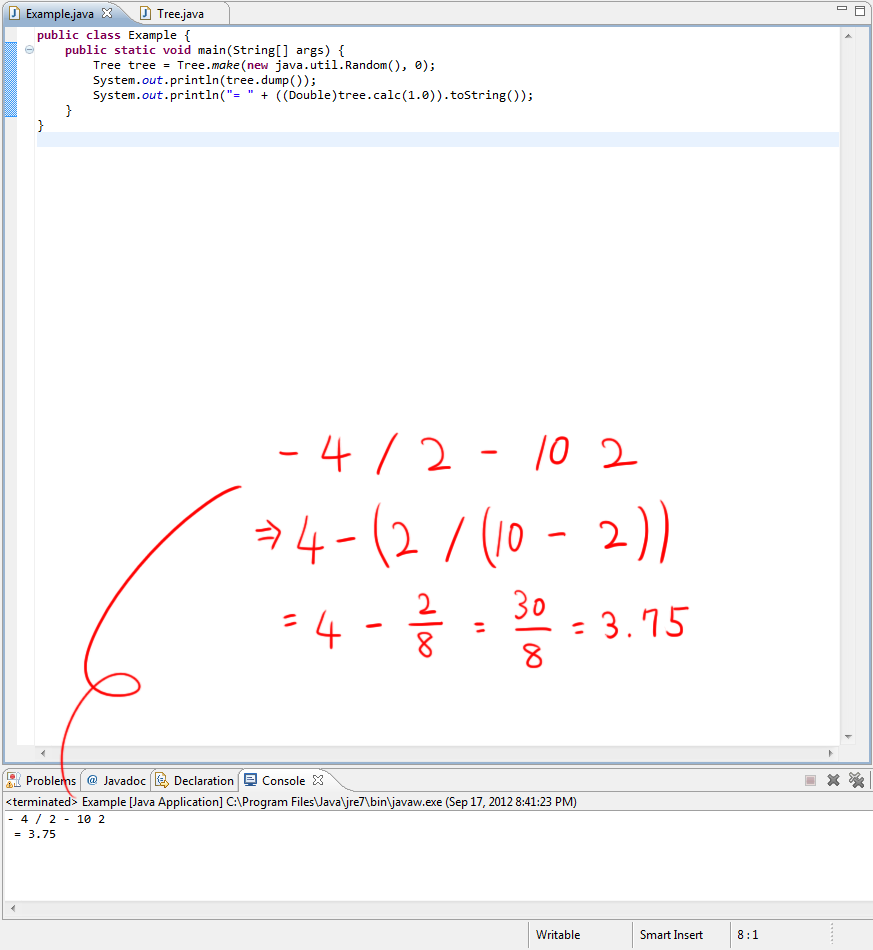 Example.java Tree.java
public class Example {
public static void main(String[] args) {
Tree tree = Tree.make(new java.util.Random(), 0);
System.out.println(tree.dump());
System.out.println("= " + ((Double)tree.calc(1.0)).toString());
}
}
- 4 / 2 - 10 2
⇒ 4 - (2 / (10 - 2))
= 4 - 2/8 = 30/8 = 3.75
Problems @ Javadoc Declaration Console
<terminated> Example [Java Application] C:\Program Files\Java\jre7\bin\javaw.exe (Sep 17, 2012 8:41:23 PM)
- 4 / 2 - 10 2
= 3.75
Writable Smart Insert 8 : 1